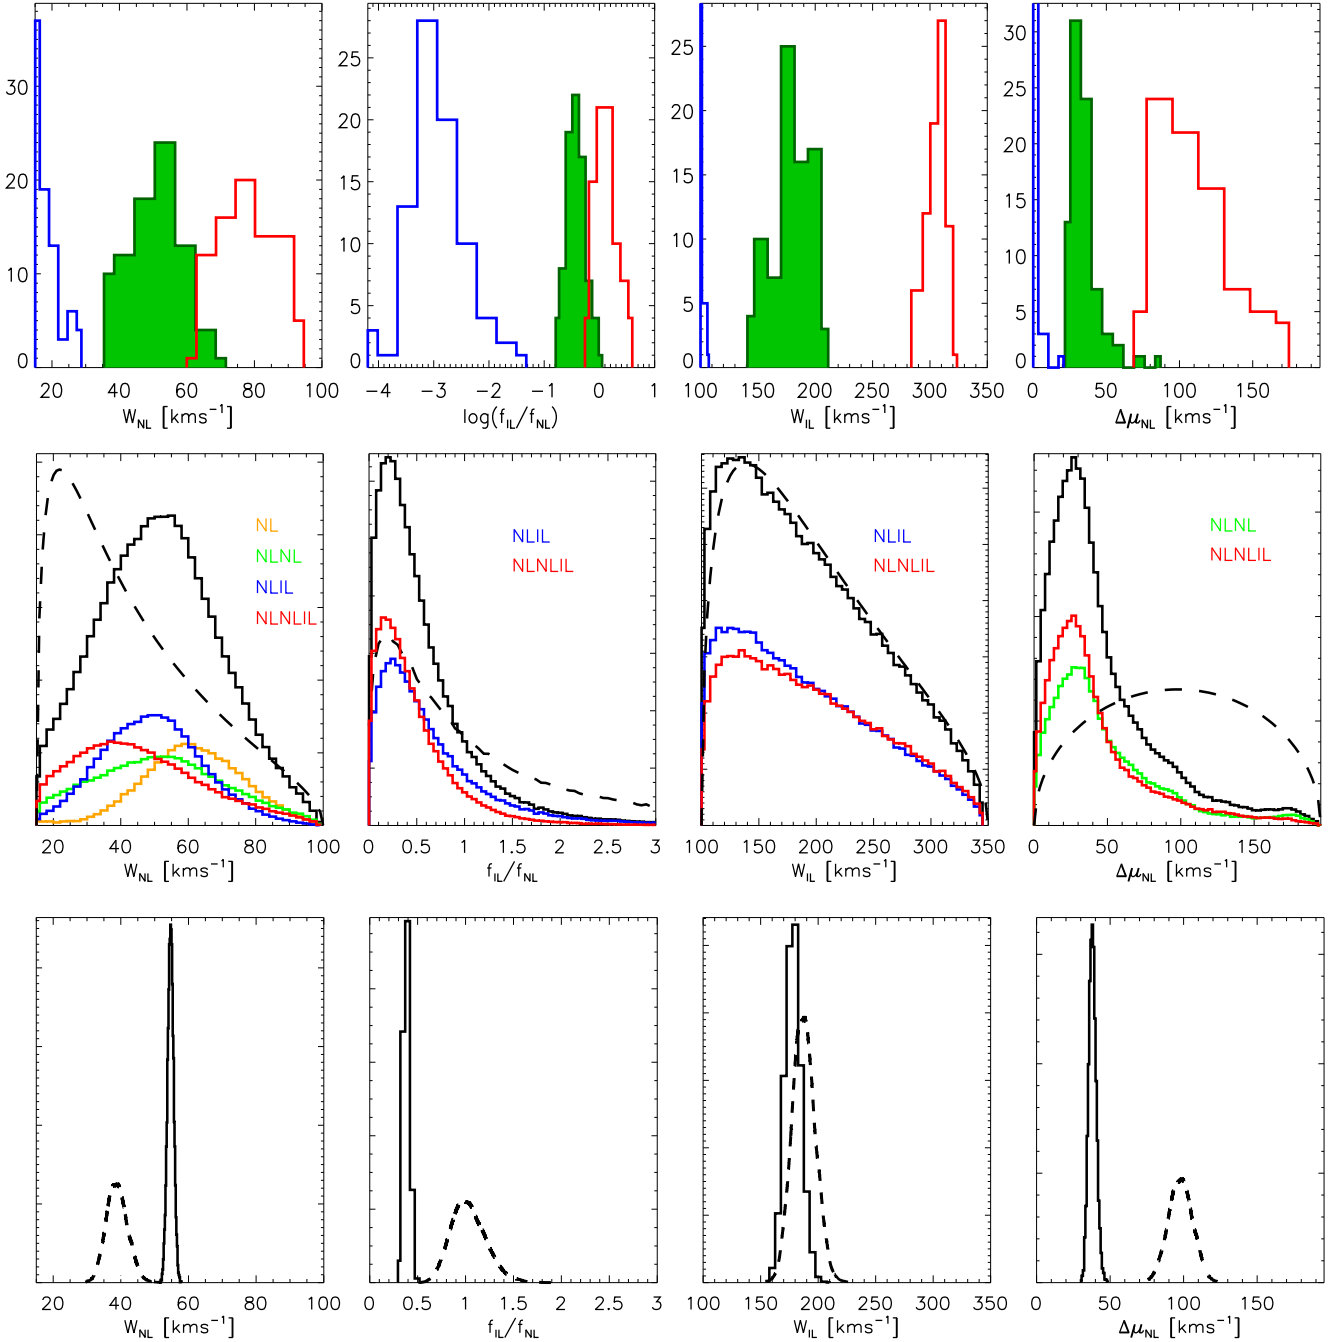 30
20
10
0
20 40 60 80 100
W_NL [kms⁻¹]
25
20
15
10
5
0
−4 −3 −2 −1 0 1
log(f_IL/f_NL)
25
20
15
10
5
0
100 150 200 250 300 350
W_IL [kms⁻¹]
30
25
20
15
10
5
0
0 50 100 150
Δμ_NL [kms⁻¹]
NL
NLNL
NLIL
NLNLIL
20 40 60 80 100
W_NL [kms⁻¹]
NLIL
NLNLIL
0 0.5 1 1.5 2 2.5 3
f_IL/f_NL
NLIL
NLNLIL
100 150 200 250 300 350
W_IL [kms⁻¹]
NLNL
NLNLIL
0 50 100 150
Δμ_NL [kms⁻¹]
20 40 60 80 100
W_NL [kms⁻¹]
0 0.5 1 1.5 2 2.5 3
f_IL/f_NL
100 150 200 250 300 350
W_IL [kms⁻¹]
0 50 100 150
Δμ_NL [kms⁻¹]